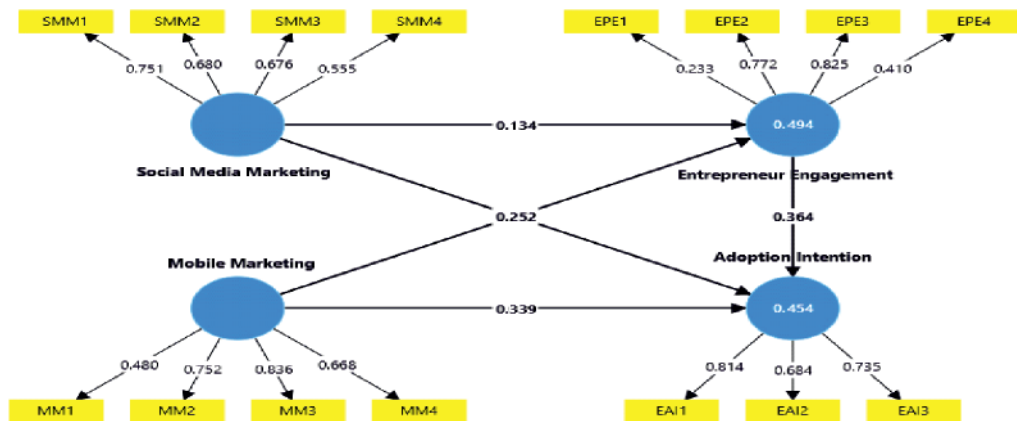 SMM1 SMM2 SMM3 SMM4 EPE1 EPE2 EPE3 EPE4
0.751 0.680 0.676 0.555 0.233 0.772 0.825 0.410
0.134 0.494
Social Media Marketing Entrepreneur Engagement
0.252 0.364
Mobile Marketing Adoption Intention
0.339 0.454
0.480 0.752 0.836 0.668 0.814 0.684 0.735
MM1 MM2 MM3 MM4 EAI1 EAI2 EAI3